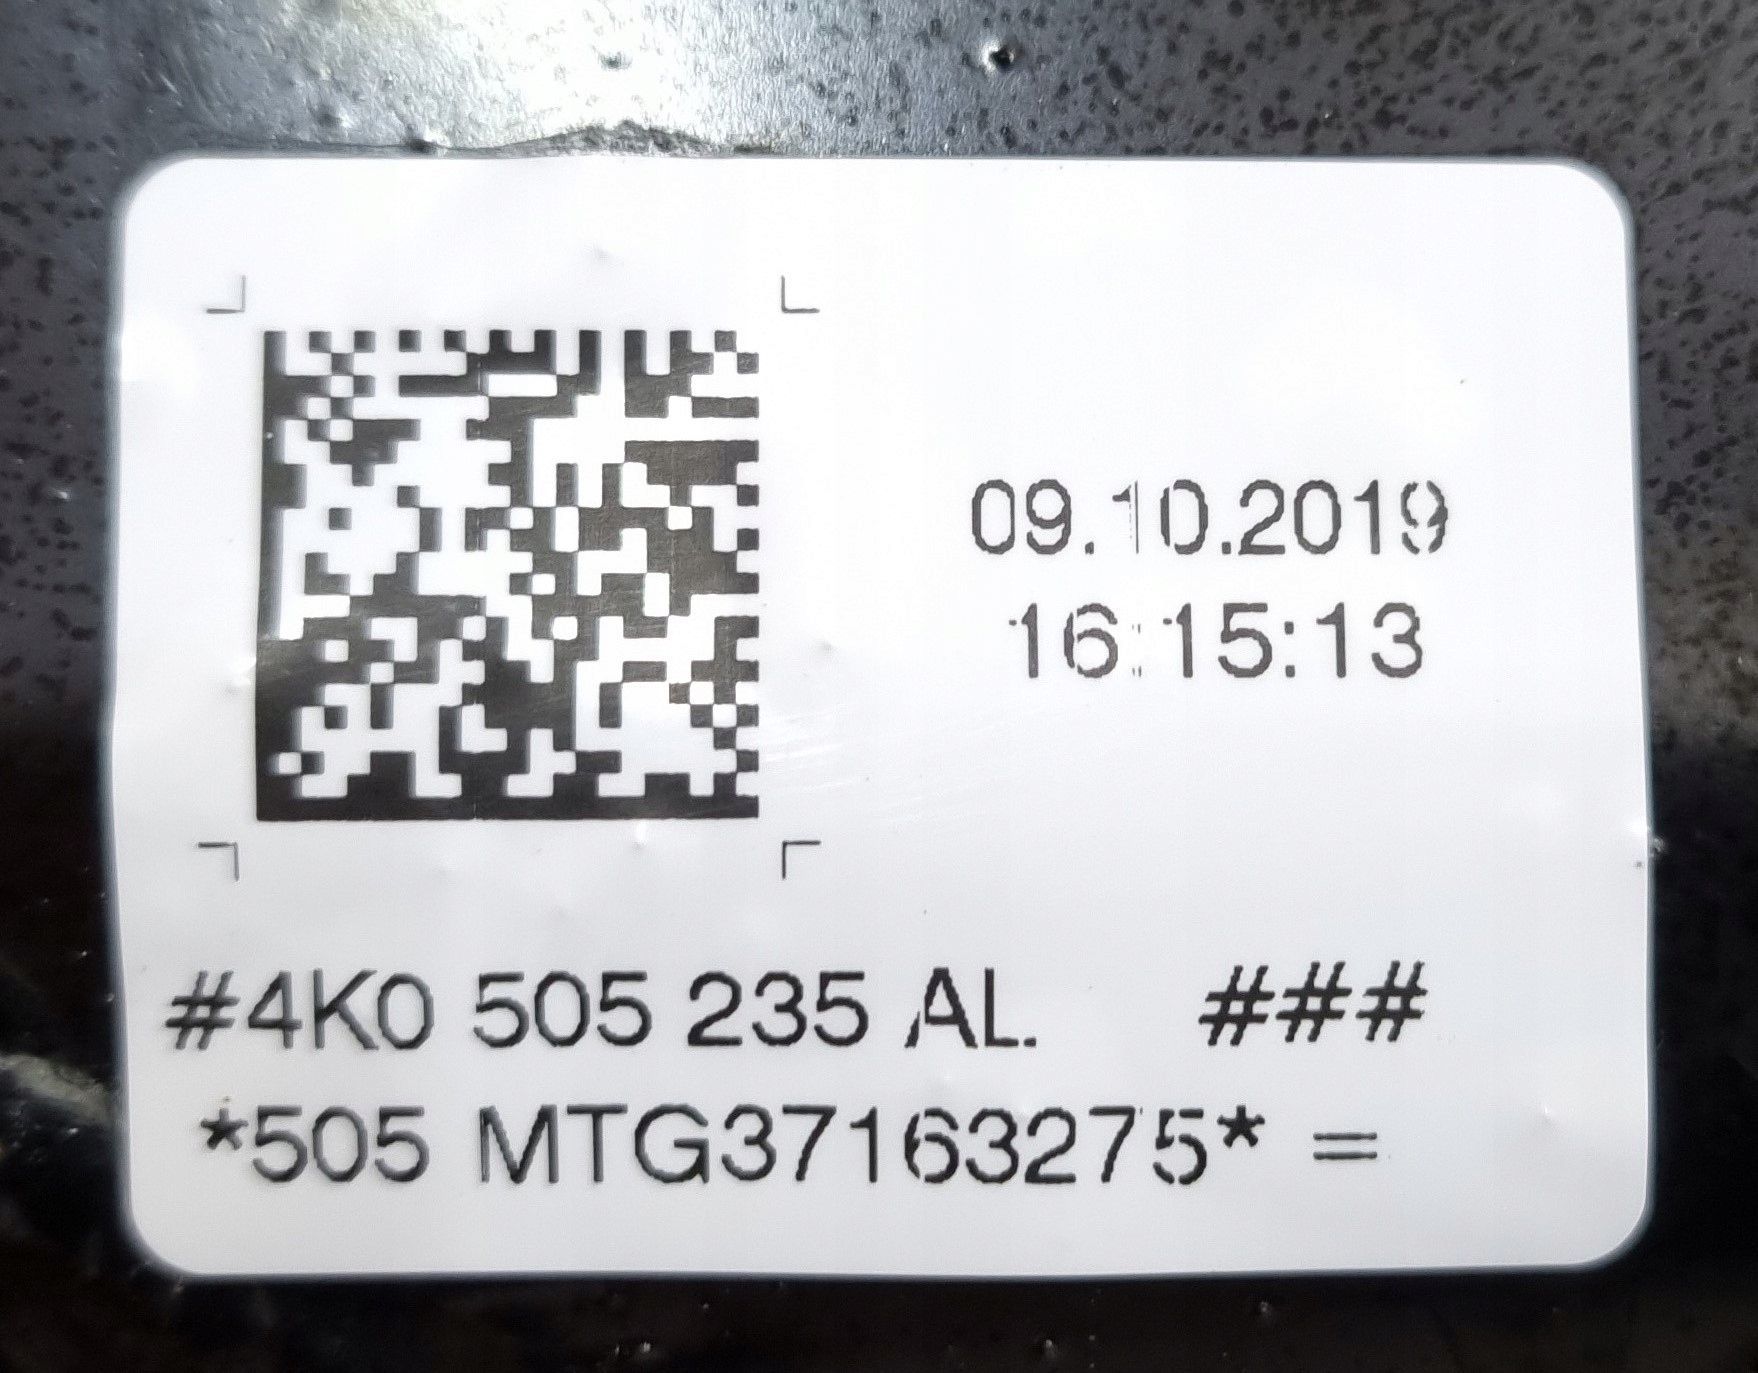 09.10.2019
16:15:13
#4K0 505 235 AL. ###
*505 MTG37163275* =